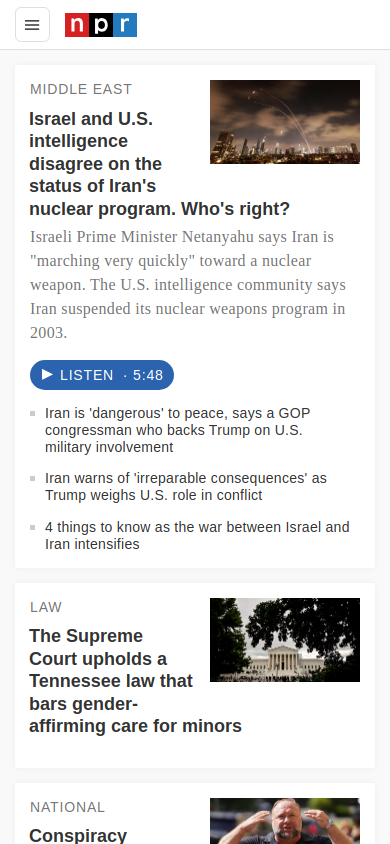 npr
MIDDLE EAST
Israel and U.S.
intelligence
disagree on the
status of Iran's
nuclear program. Who's right?
Israeli Prime Minister Netanyahu says Iran is
"marching very quickly" toward a nuclear
weapon. The U.S. intelligence community says
Iran suspended its nuclear weapons program in
2003.
LISTEN · 5:48
Iran is 'dangerous' to peace, says a GOP
congressman who backs Trump on U.S.
military involvement
Iran warns of 'irreparable consequences' as
Trump weighs U.S. role in conflict
4 things to know as the war between Israel and
Iran intensifies
LAW
The Supreme
Court upholds a
Tennessee law that
bars gender-
affirming care for minors
NATIONAL
Conspiracy